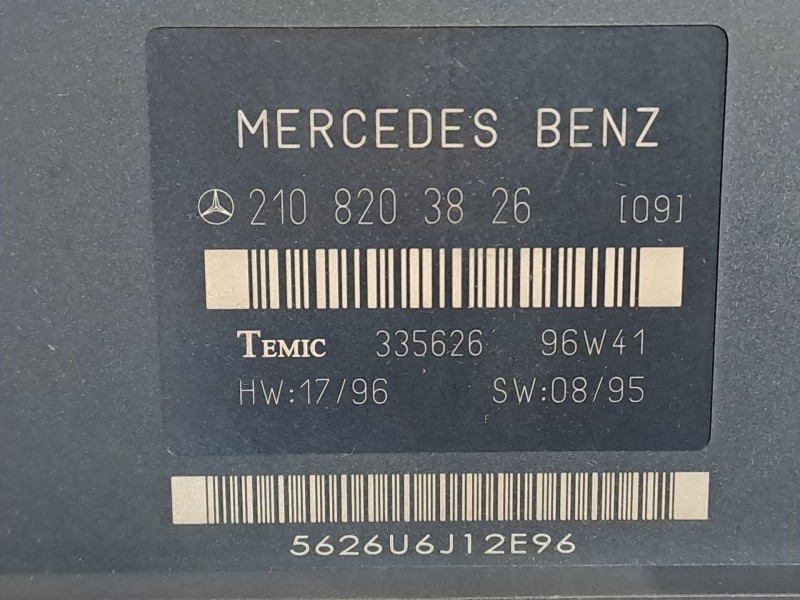 MERCEDES BENZ
210 820 38 26 [09]
TEMIC 335626 96W41
HW:17/96 SW:08/95
5626U6J12E96